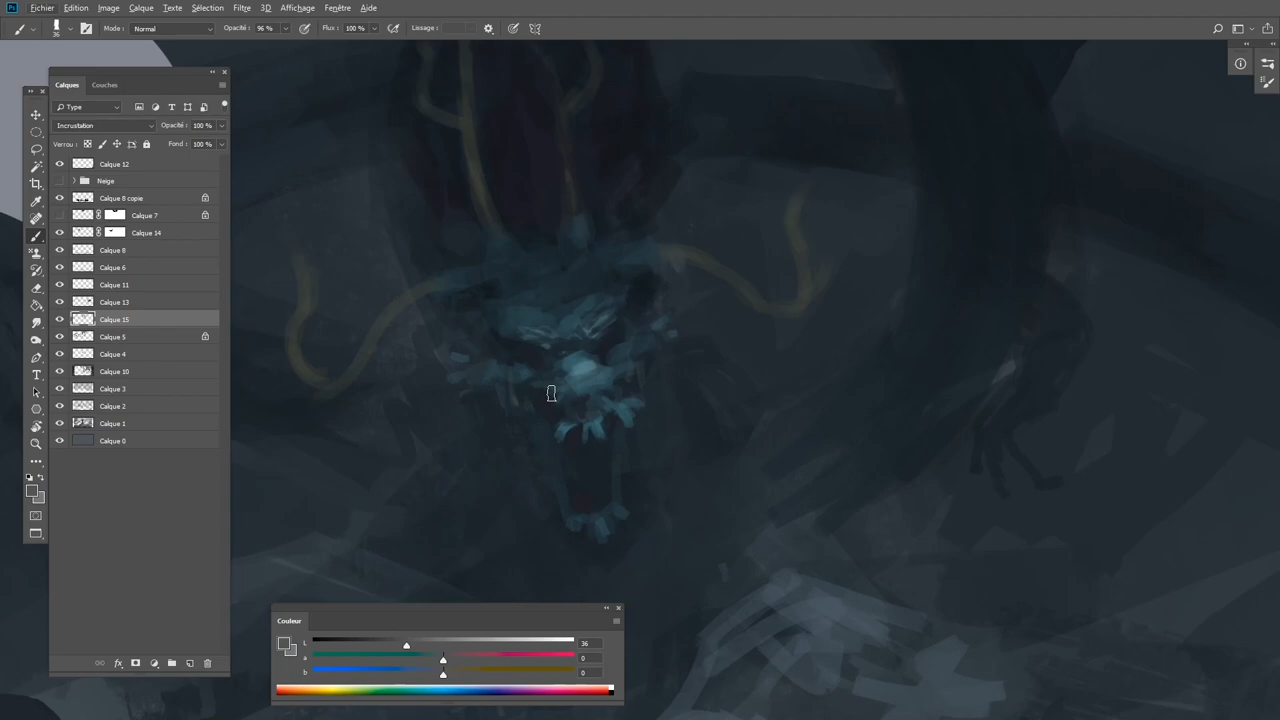 Fichier Edition Image Calque Texte Sélection Filtre 3D Affichage Fenêtre Aide
36 Mode : Normal Opacité : 96 % Flux : 100 % Lissage :
Calques Couches
Type
Incrustation Opacité : 100 %
Verrou : Fond : 100 %
Calque 12
Neige
Calque 8 copie
Calque 7
Calque 14
Calque 8
Calque 6
Calque 11
Calque 13
Calque 15
Calque 5
Calque 4
Calque 10
Calque 3
Calque 2
Calque 1
Calque 0
Couleur
L 36
a 0
b 0